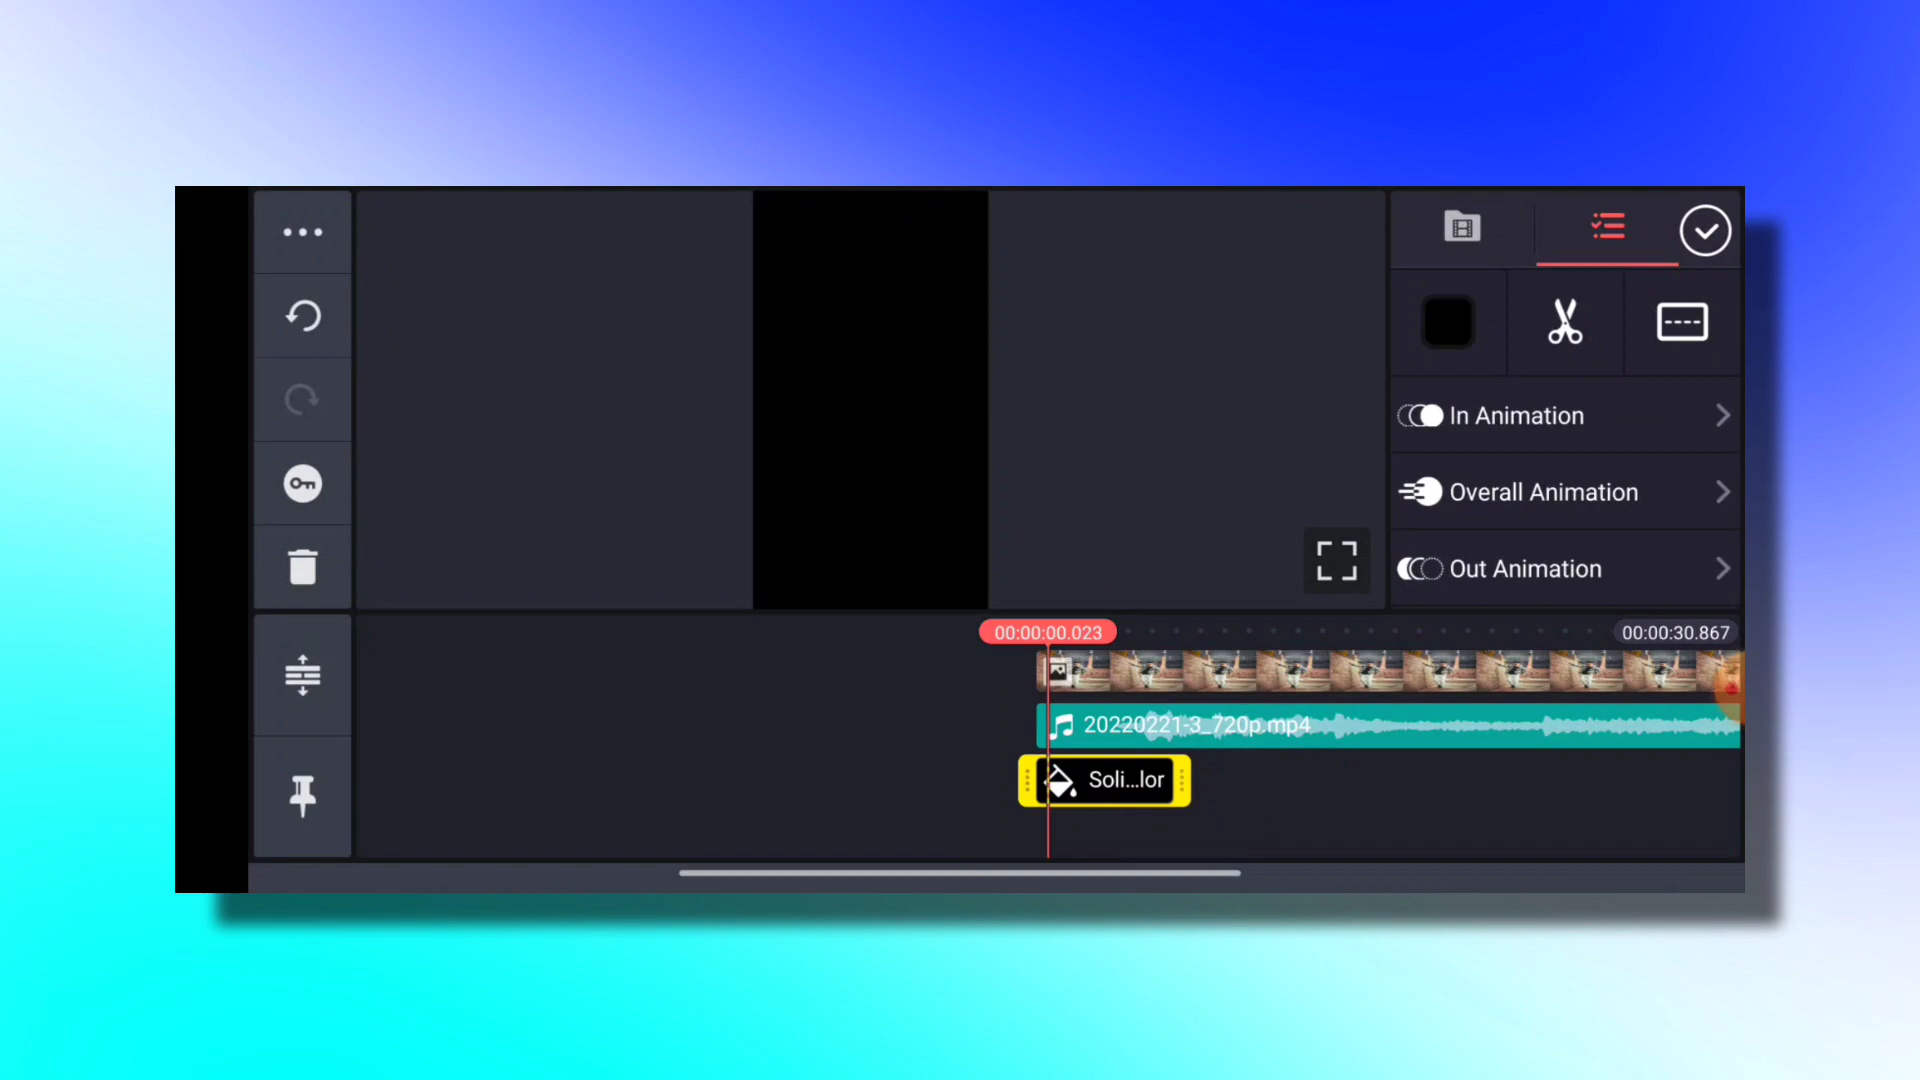 In Animation
Overall Animation
Out Animation
00:00:00.023
00:00:30.867
20220221-3_720p.mp4
Soli...lor